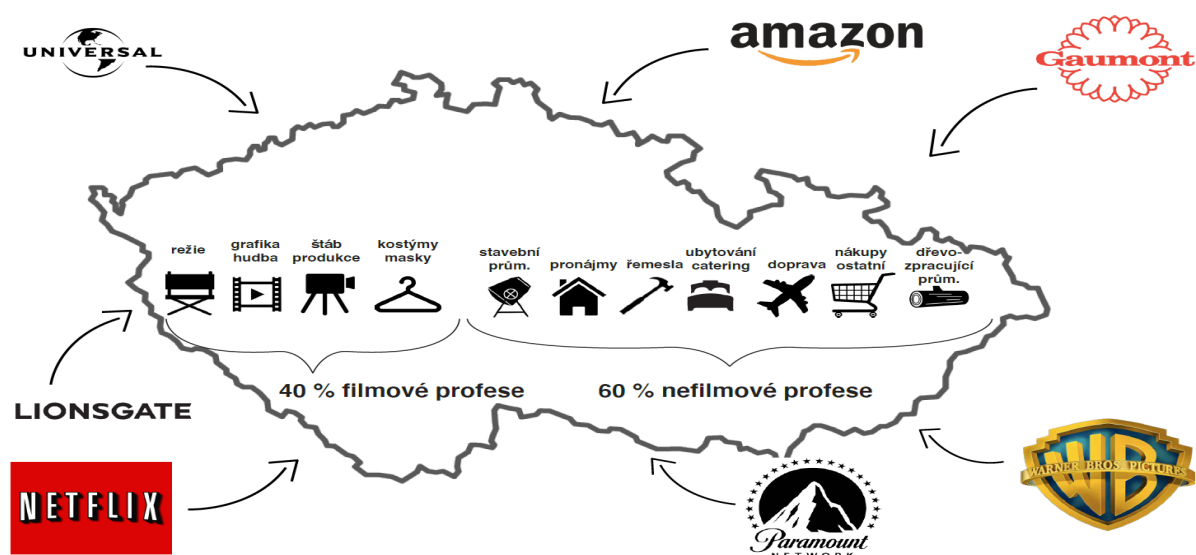 UNIVERSAL
amazon
Gaumont
režie
grafika
hudba
štáb
produkce
kostýmy
masky
stavební
prům.
pronájmy
řemesla
ubytování
catering
doprava
nákupy
ostatní
dřevo-
zpracující
prům.
40 % filmové profese
60 % nefilmové profese
LIONSGATE
NETFLIX
Paramount
NETWORK
WARNER BROS. PICTURES
WB